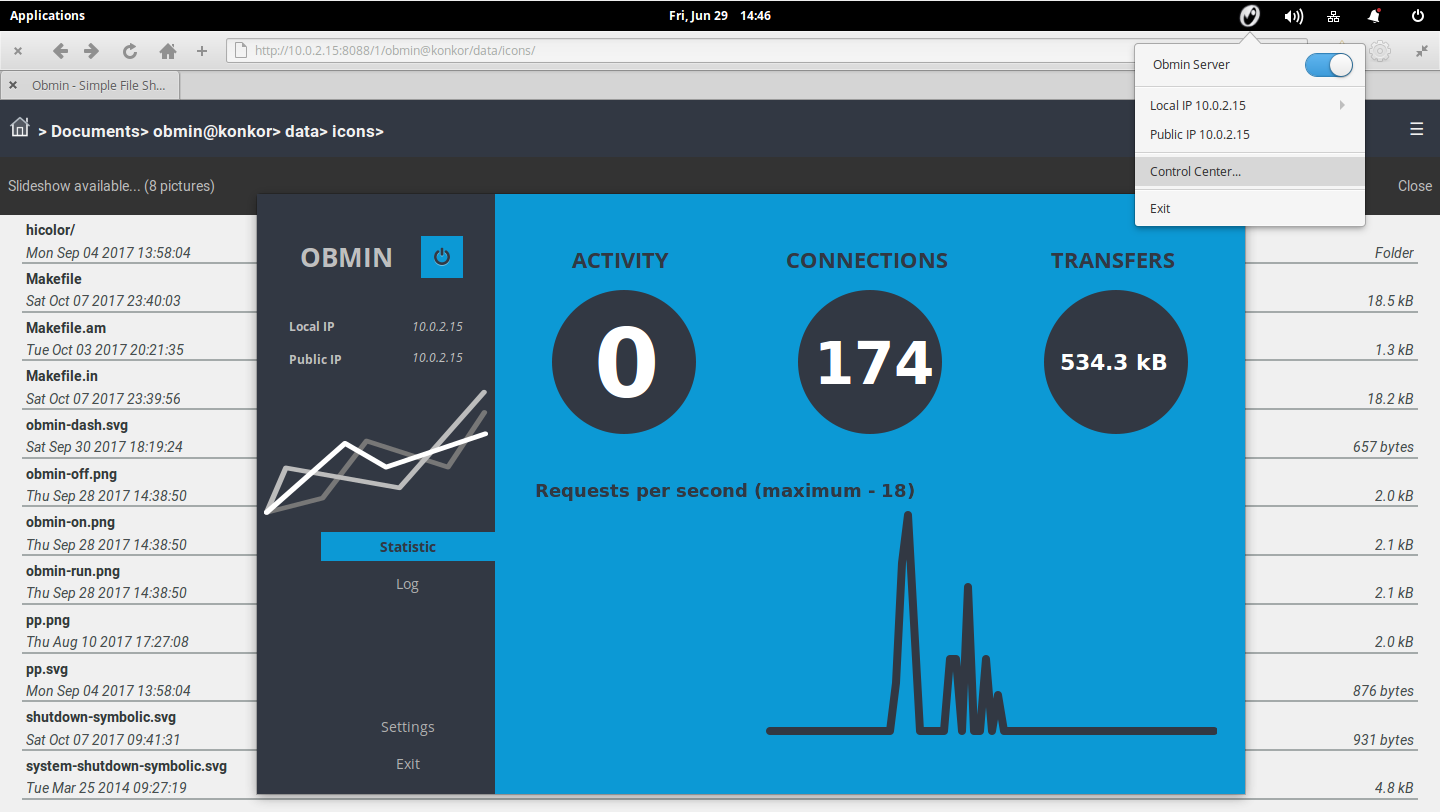 Applications
Fri, Jun 29 14:46
http://10.0.2.15:8088/1/obmin@konkor/data/icons/
Obmin - Simple File Sh...
Obmin Server
Local IP 10.0.2.15
Public IP 10.0.2.15
Control Center...
Exit
> Documents> obmin@konkor> data> icons>
Slideshow available... (8 pictures)
Close
hicolor/
Mon Sep 04 2017 13:58:04
Folder
Makefile
Sat Oct 07 2017 23:40:03
18.5 kB
Makefile.am
Tue Oct 03 2017 20:21:35
1.3 kB
Makefile.in
Sat Oct 07 2017 23:39:56
18.2 kB
obmin-dash.svg
Sat Sep 30 2017 18:19:24
657 bytes
obmin-off.png
Thu Sep 28 2017 14:38:50
2.0 kB
obmin-on.png
Thu Sep 28 2017 14:38:50
2.1 kB
obmin-run.png
Thu Sep 28 2017 14:38:50
2.1 kB
pp.png
Thu Aug 10 2017 17:27:08
2.0 kB
pp.svg
Mon Sep 04 2017 13:58:04
876 bytes
shutdown-symbolic.svg
Sat Oct 07 2017 09:41:31
931 bytes
system-shutdown-symbolic.svg
Tue Mar 25 2014 09:27:19
4.8 kB
OBMIN
Local IP 10.0.2.15
Public IP 10.0.2.15
Statistic
Log
Settings
Exit
ACTIVITY CONNECTIONS TRANSFERS
0 174 534.3 kB
Requests per second (maximum - 18)